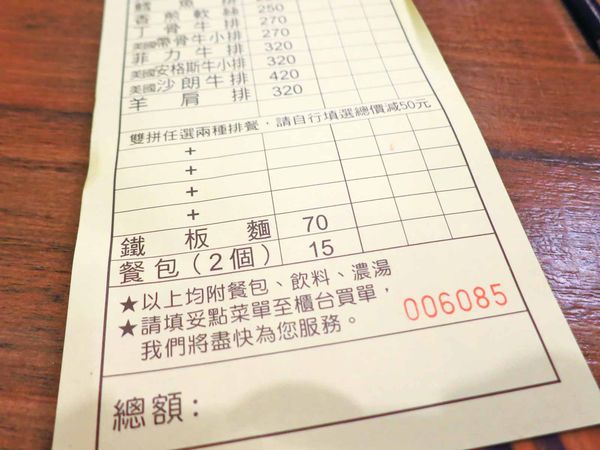 魚 排
香煎軟絲 250
丁骨牛排 270
美國帶骨牛小排 270
菲力牛排 320
美國安格斯牛小排 320
美國沙朗牛排 420
羊肩排 320
雙拼任選兩種排餐，請自行填選總價減50元
+
+
+
+
鐵板麵 70
餐包(2個) 15
★以上均附餐包、飲料、濃湯
★請填妥點菜單至櫃台買單，
我們將盡快為您服務。
006085
總額: